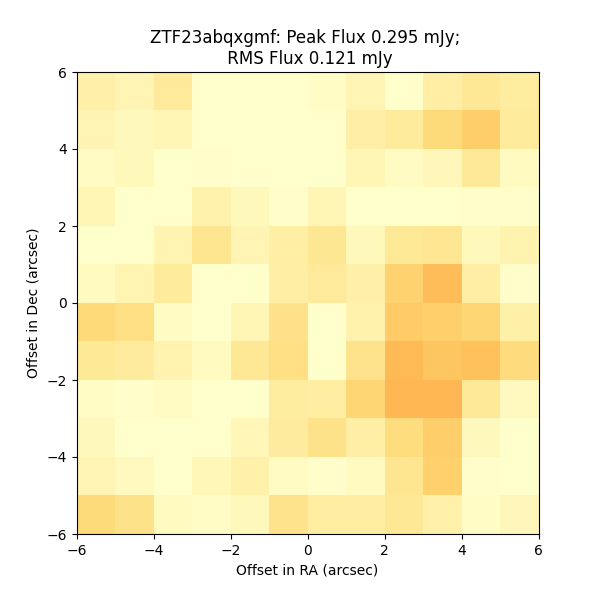 ZTF23abqxgmf: Peak Flux 0.295 mJy;
RMS Flux 0.121 mJy
6
4
2
0
−2
−4
−6
Offset in Dec (arcsec)
−6 −4 −2 0 2 4 6
Offset in RA (arcsec)